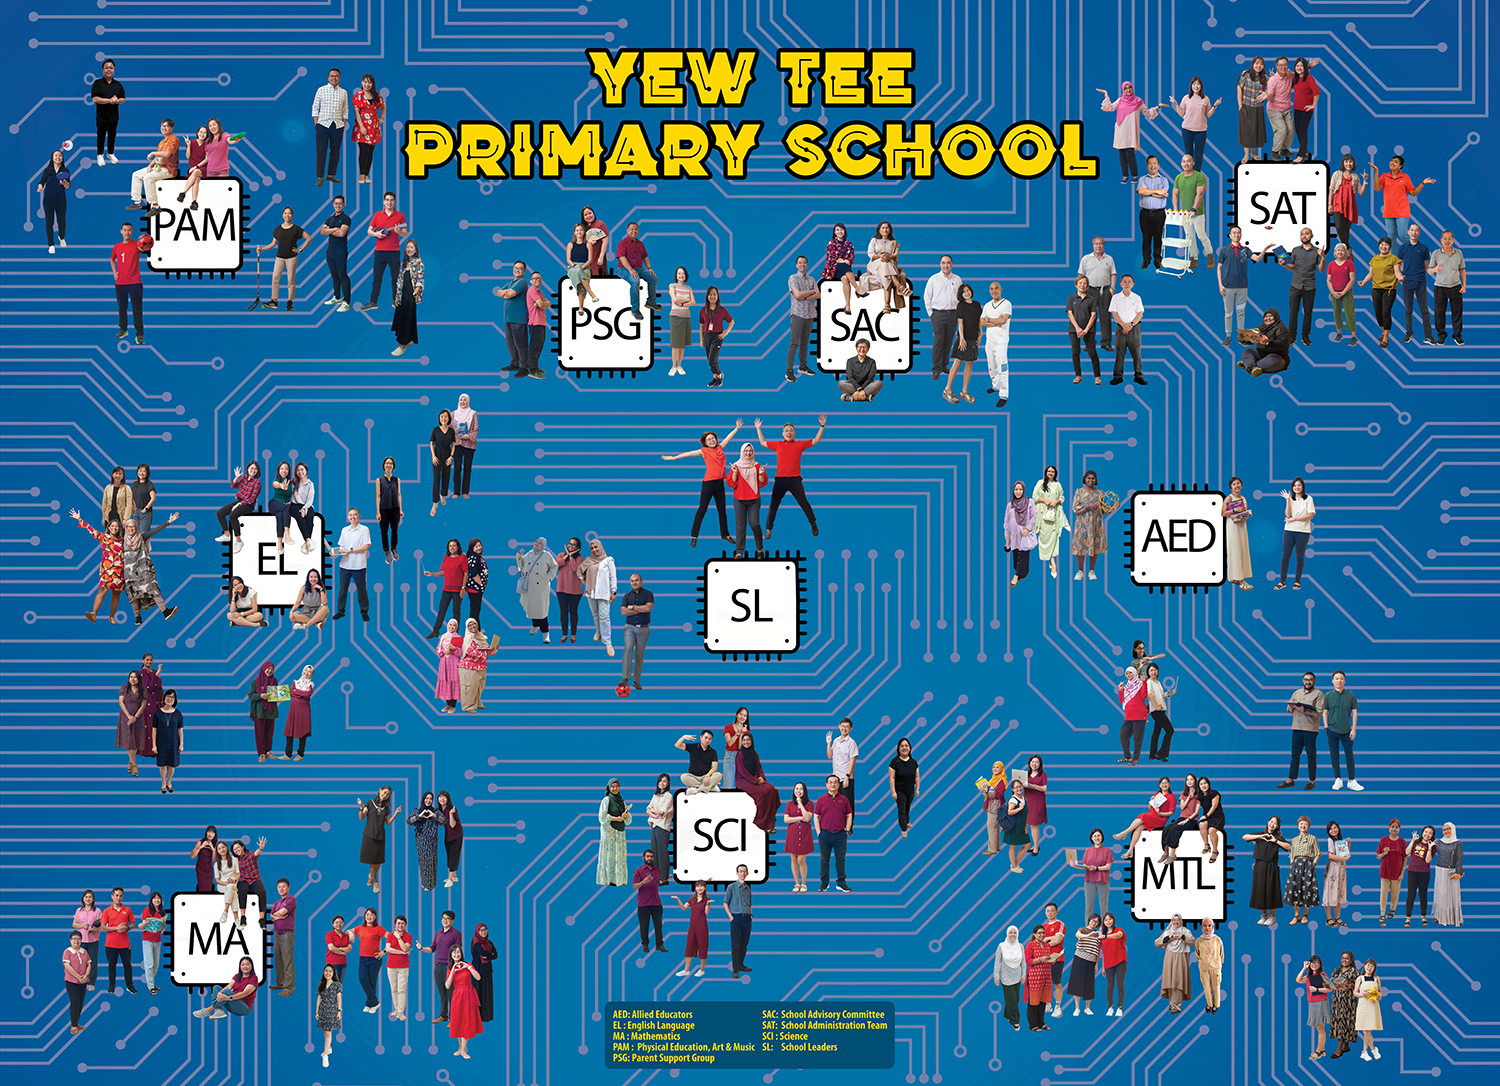 YEW TEE
PRIMARY SCHOOL
PAM
SAT
PSG
SAC
EL
AED
SL
SCI
MTL
MA
1
AED: Allied Educators
EL : English Language
MA : Mathematics
PAM : Physical Education, Art & Music
PSG: Parent Support Group
SAC: School Advisory Committee
SAT: School Administration Team
SCI : Science
SL: School Leaders